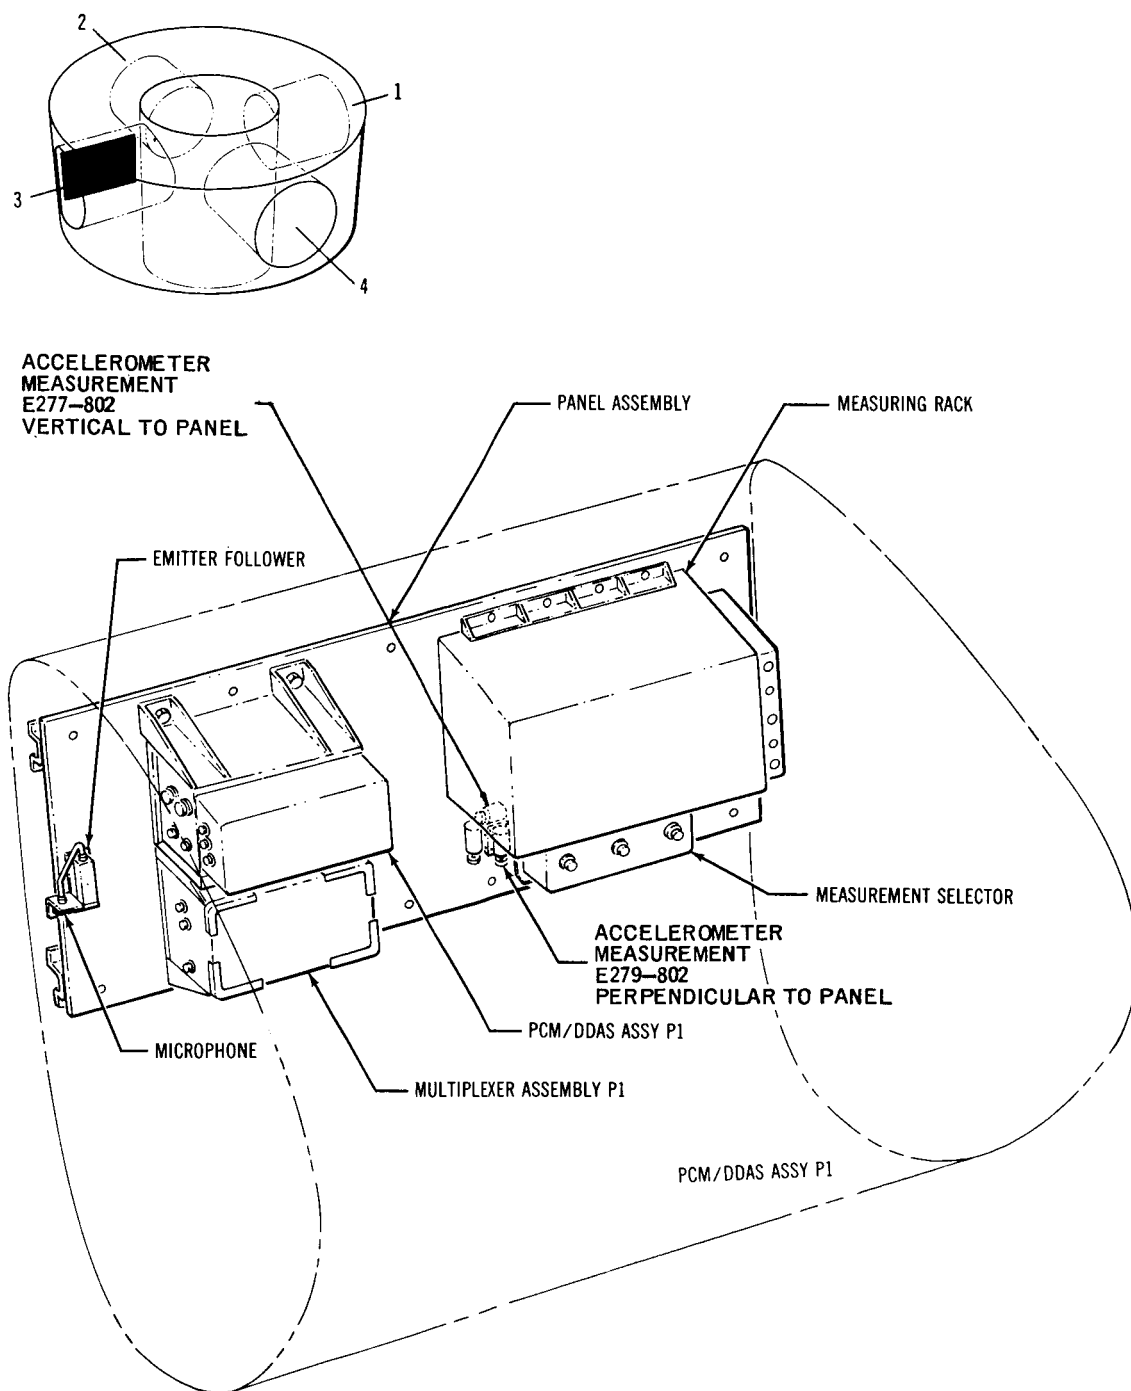 2
1
3
4
ACCELEROMETER
MEASUREMENT
E277-802
VERTICAL TO PANEL
PANEL ASSEMBLY
MEASURING RACK
EMITTER FOLLOWER
MEASUREMENT SELECTOR
ACCELEROMETER
MEASUREMENT
E279-802
PERPENDICULAR TO PANEL
PCM/DDAS ASSY P1
MICROPHONE
MULTIPLEXER ASSEMBLY P1
PCM/DDAS ASSY P1